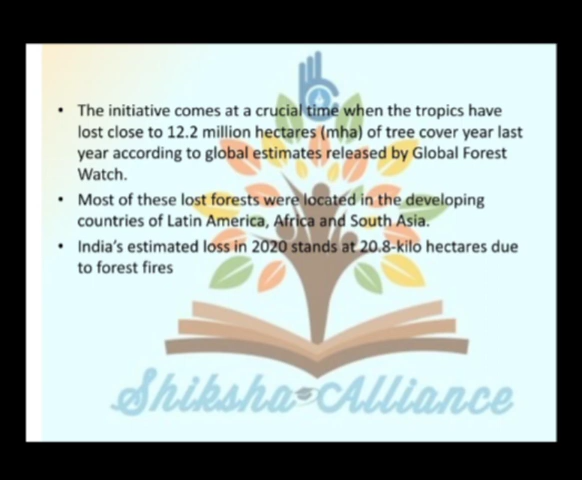 • The initiative comes at a crucial time when the tropics have
lost close to 12.2 million hectares (mha) of tree cover year last
year according to global estimates released by Global Forest
Watch.
• Most of these lost forests were located in the developing
countries of Latin America, Africa and South Asia.
• India's estimated loss in 2020 stands at 20.8-kilo hectares due
to forest fires
Shiksha Alliance